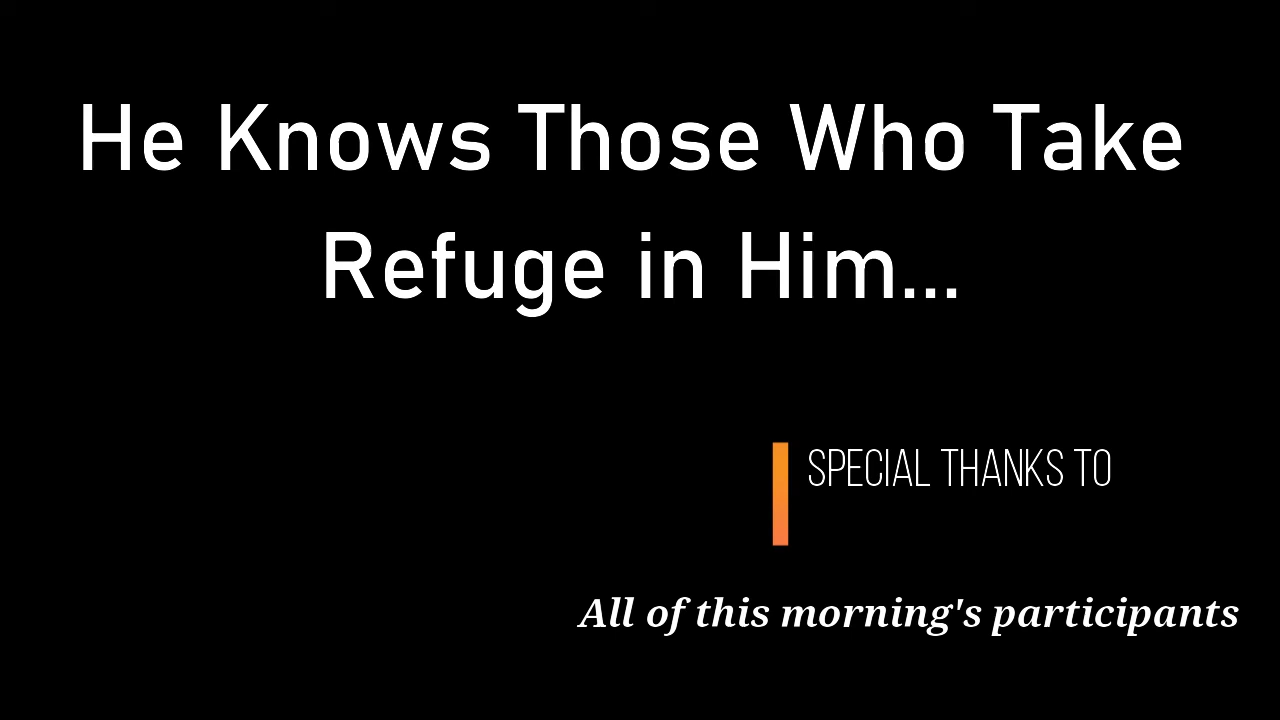 He Knows Those Who Take
Refuge in Him...
SPECIAL THANKS TO
All of this morning's participants